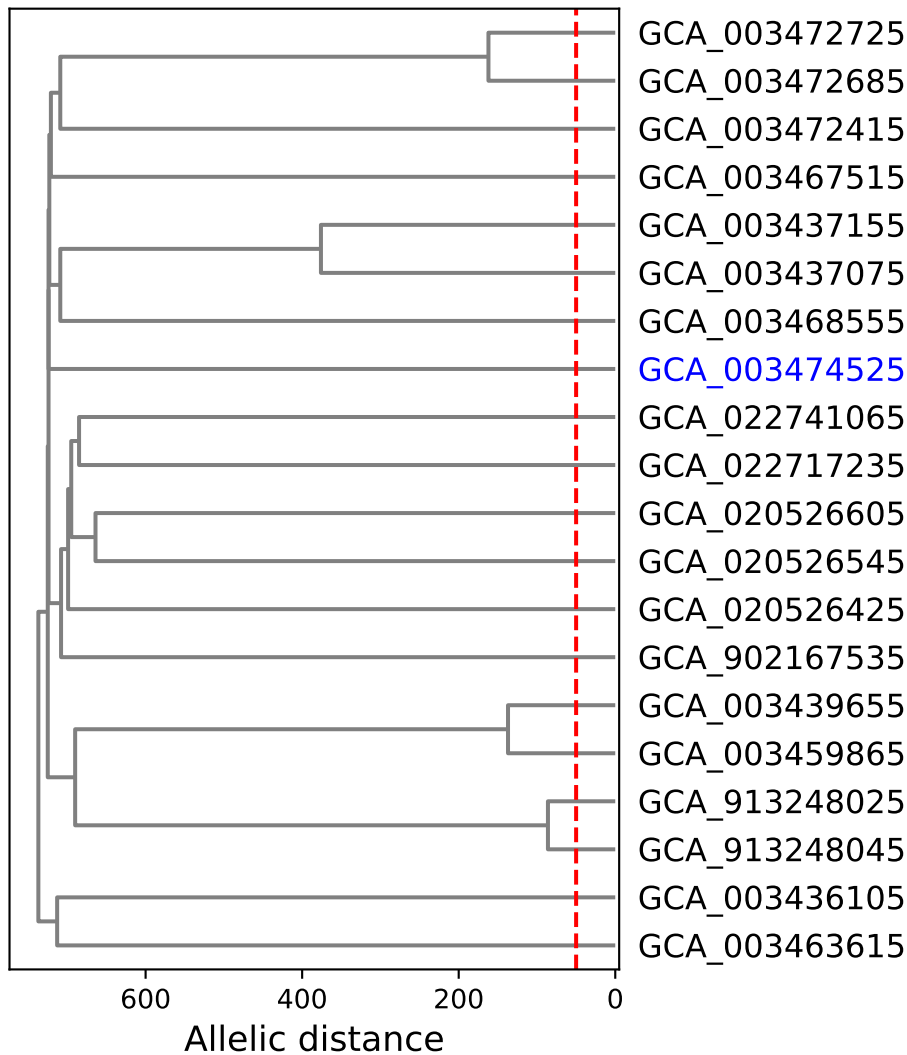 GCA_003472725
GCA_003472685
GCA_003472415
GCA_003467515
GCA_003437155
GCA_003437075
GCA_003468555
GCA_003474525
GCA_022741065
GCA_022717235
GCA_020526605
GCA_020526545
GCA_020526425
GCA_902167535
GCA_003439655
GCA_003459865
GCA_913248025
GCA_913248045
GCA_003436105
GCA_003463615
600 400 200 0
Allelic distance